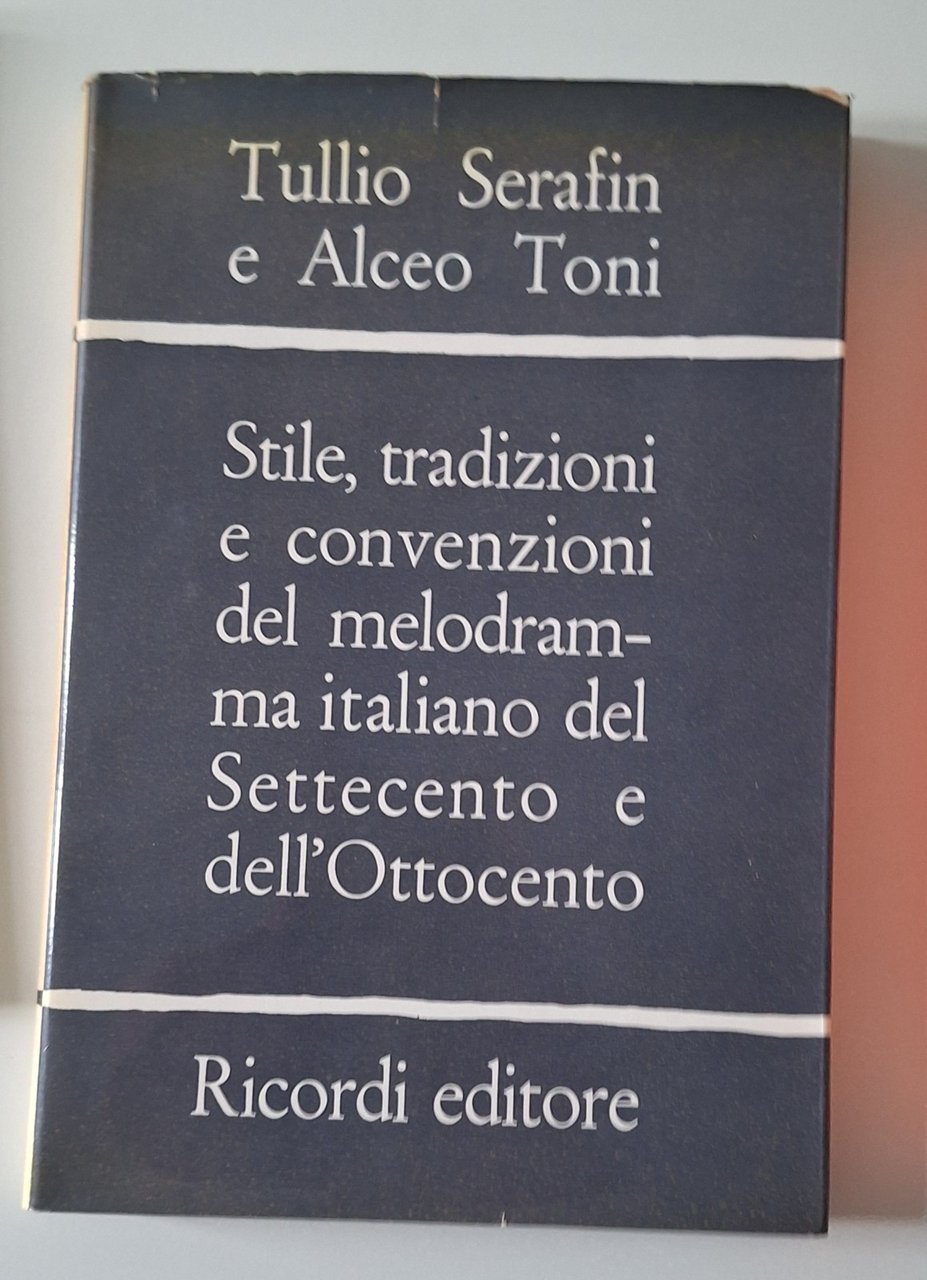 Tullio Serafin
e Alceo Toni
Stile, tradizioni
e convenzioni
del melodram-
ma italiano del
Settecento e
dell'Ottocento
Ricordi editore